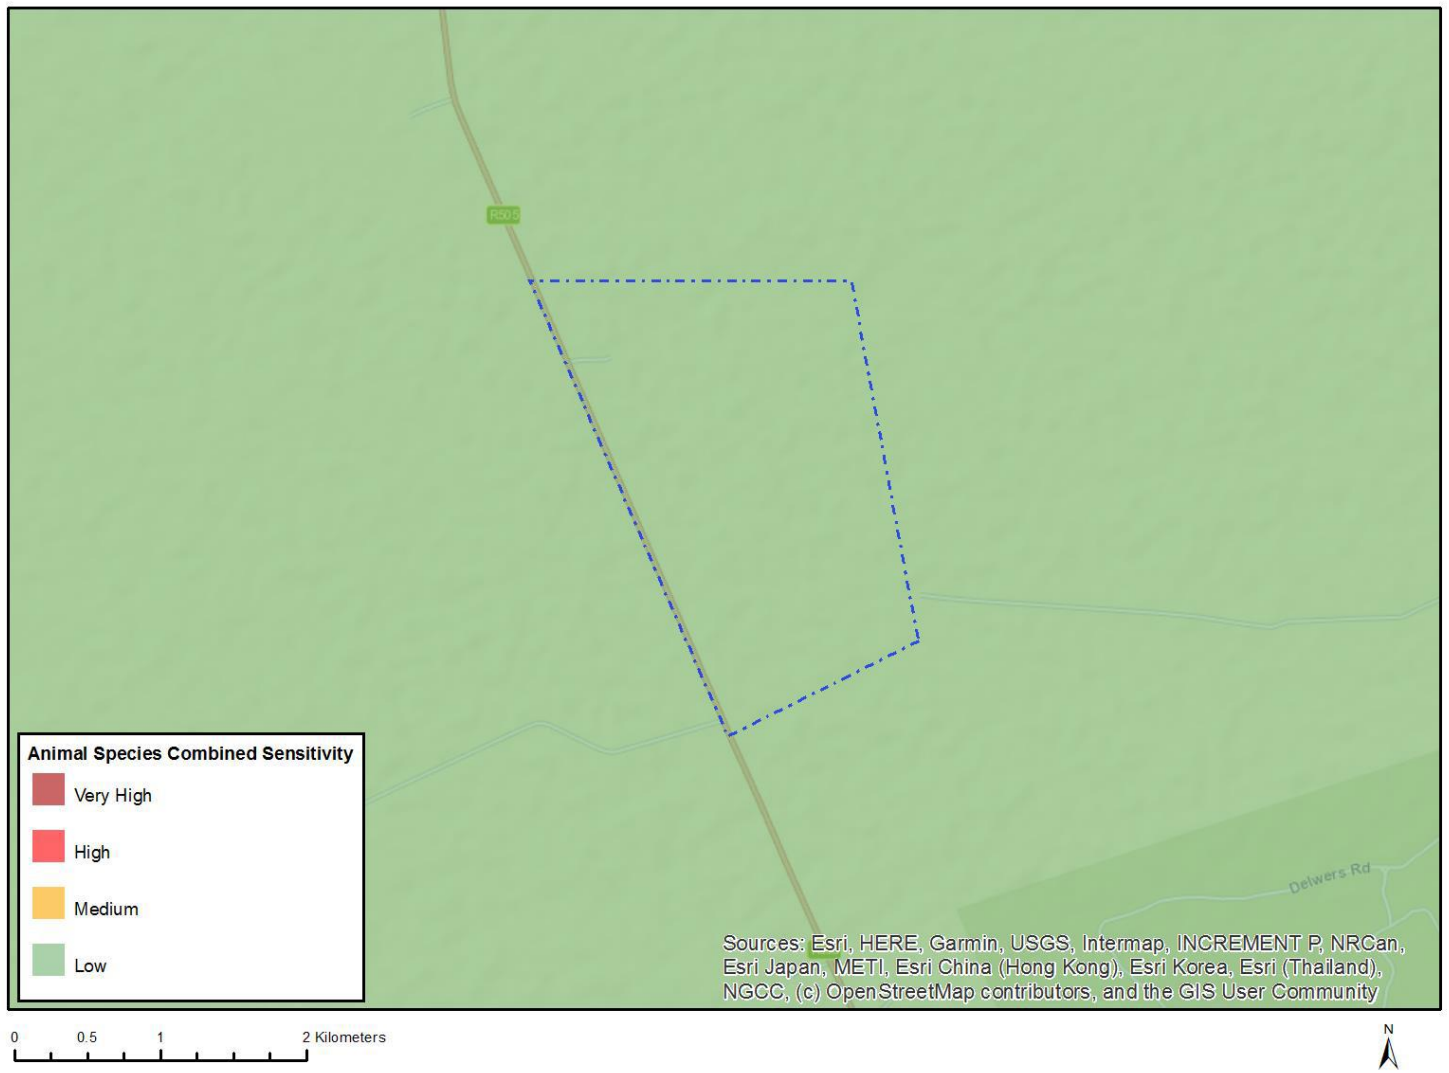 R505
Animal Species Combined Sensitivity
Very High
High
Medium
Low
Delwers Rd
Sources: Esri, HERE, Garmin, USGS, Intermap, INCREMENT P, NRCan,
Esri Japan, METI, Esri China (Hong Kong), Esri Korea, Esri (Thailand),
NGCC, (c) OpenStreetMap contributors, and the GIS User Community
0 0.5 1 2 Kilometers
N